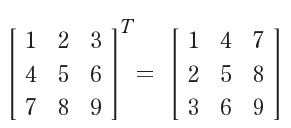 [ 1 2 3 ]ᵀ   [ 1 4 7 ]
[ 4 5 6 ]  = [ 2 5 8 ]
[ 7 8 9 ]    [ 3 6 9 ]